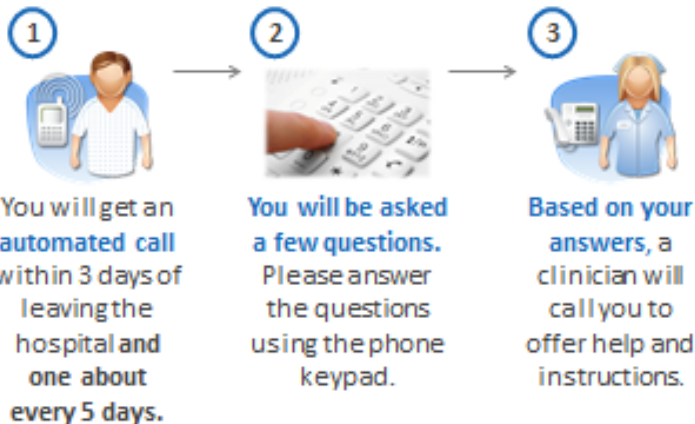 1
You will get an
automated call
within 3 days of
leaving the
hospital and
one about
every 5 days.
2
You will be asked
a few questions.
Please answer
the questions
using the phone
keypad.
3
Based on your
answers, a
clinician will
call you to
offer help and
instructions.